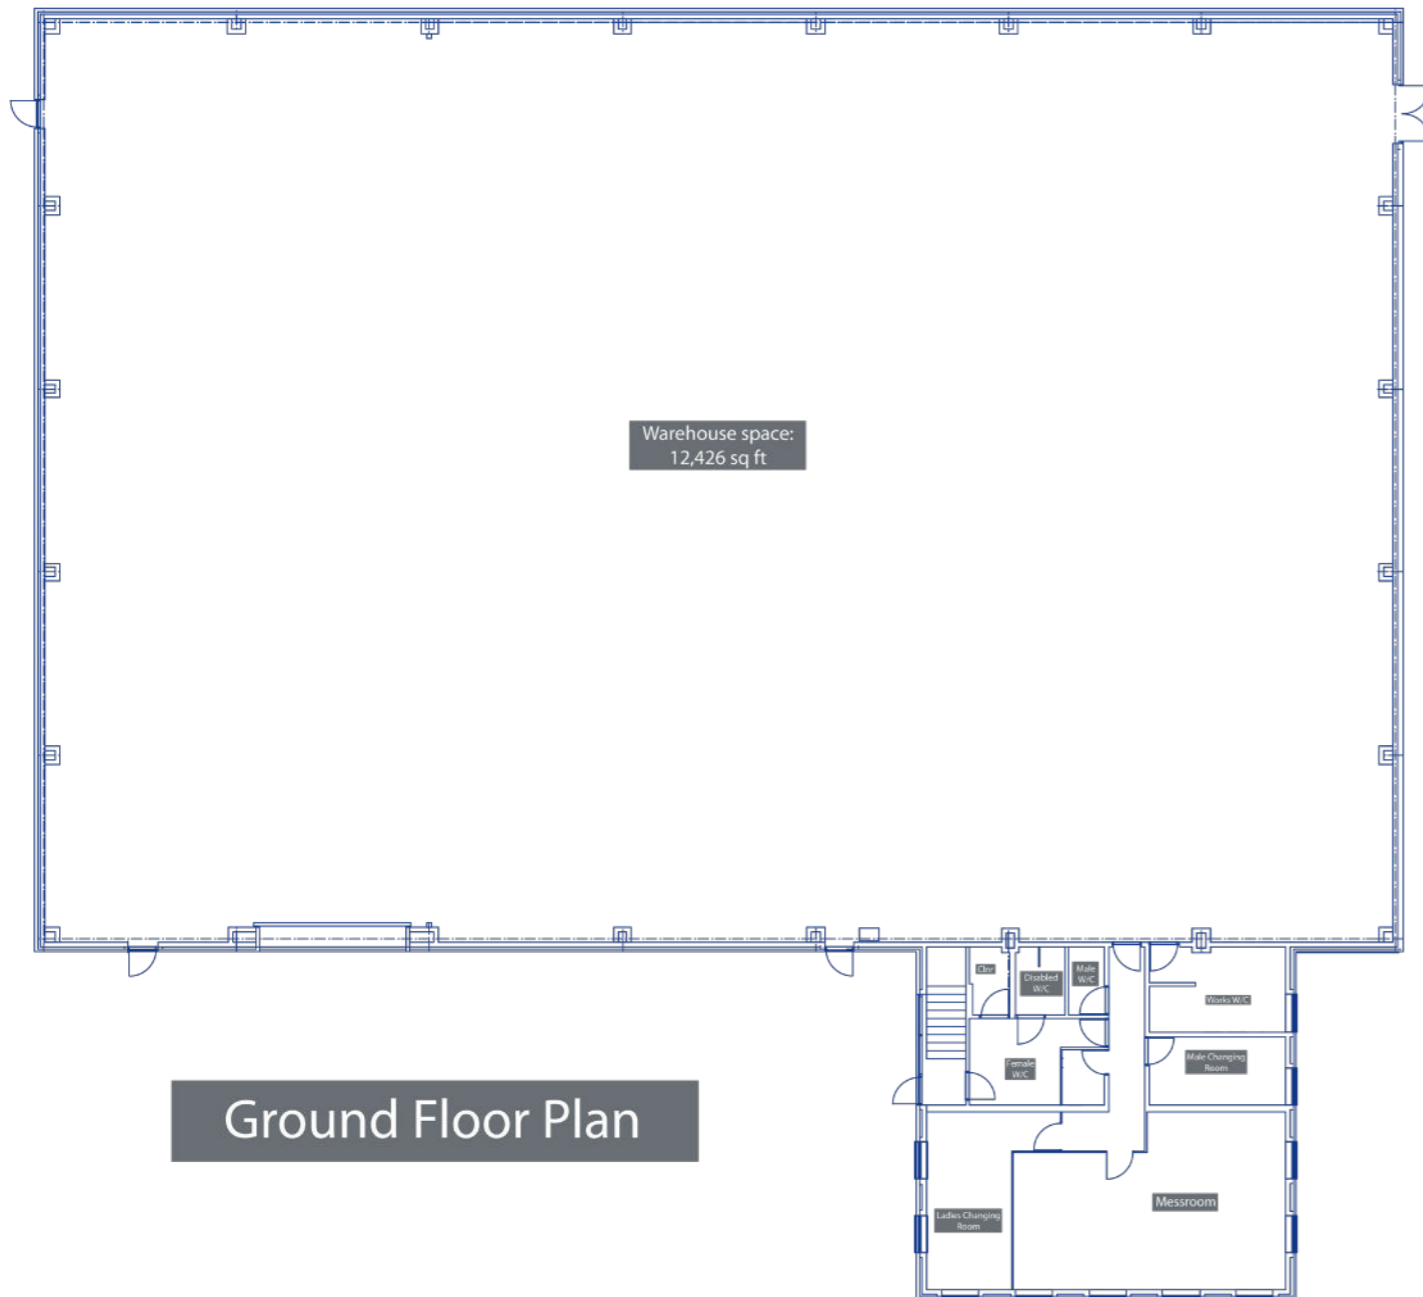 Warehouse space:
12,426 sq ft
Clnr
Disabled
W/C
Male
W/C
Works W/C
Male Changing
Room
Female
W/C
Ground Floor Plan
Messroom
Ladies Changing
Room